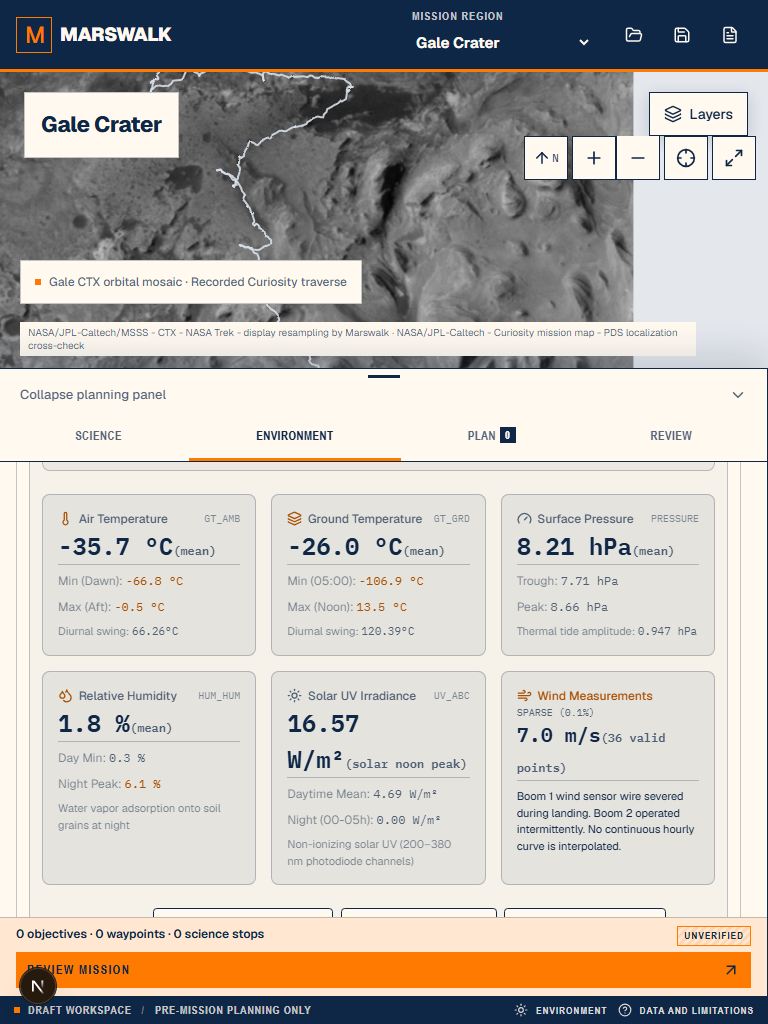 M MARSWALK
MISSION REGION
Gale Crater
Gale Crater
Layers
N
Gale CTX orbital mosaic · Recorded Curiosity traverse
NASA/JPL-Caltech/MSSS - CTX - NASA Trek - display resampling by Marswalk · NASA/JPL-Caltech - Curiosity mission map - PDS localization
cross-check
Collapse planning panel
SCIENCE ENVIRONMENT PLAN 0 REVIEW
Air Temperature GT_AMB
-35.7 °C(mean)
Min (Dawn): -66.8 °C
Max (Aft): -0.5 °C
Diurnal swing: 66.26°C
Ground Temperature GT_GRD
-26.0 °C(mean)
Min (05:00): -106.9 °C
Max (Noon): 13.5 °C
Diurnal swing: 120.39°C
Surface Pressure PRESSURE
8.21 hPa(mean)
Trough: 7.71 hPa
Peak: 8.66 hPa
Thermal tide amplitude: 0.947 hPa
Relative Humidity HUM_HUM
1.8 %(mean)
Day Min: 0.3 %
Night Peak: 6.1 %
Water vapor adsorption onto soil
grains at night
Solar UV Irradiance UV_ABC
16.57
W/m²(solar noon peak)
Daytime Mean: 4.69 W/m²
Night (00-05h): 0.00 W/m²
Non-ionizing solar UV (200–380
nm photodiode channels)
Wind Measurements
SPARSE (0.1%)
7.0 m/s(36 valid
points)
Boom 1 wind sensor wire severed
during landing. Boom 2 operated
intermittently. No continuous hourly
curve is interpolated.
0 objectives · 0 waypoints · 0 science stops
UNVERIFIED
REVIEW MISSION
N
DRAFT WORKSPACE / PRE-MISSION PLANNING ONLY
ENVIRONMENT
DATA AND LIMITATIONS